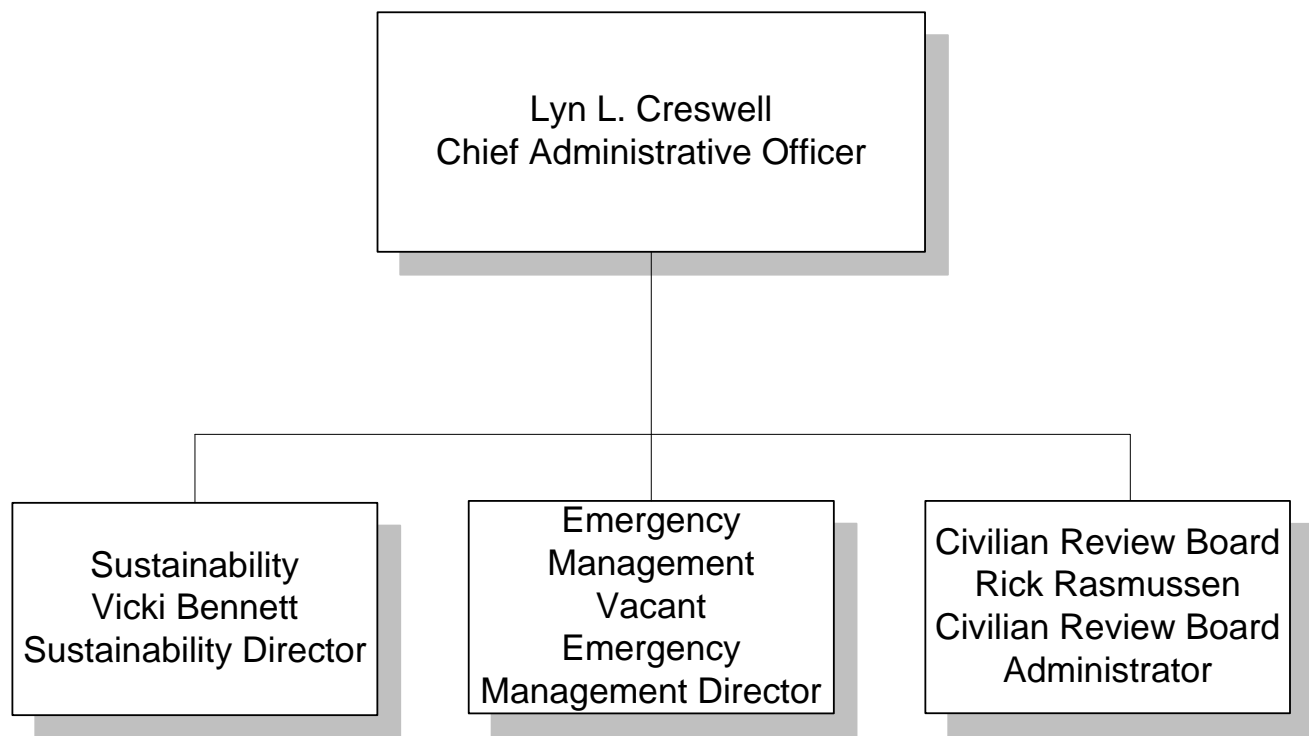 Lyn L. Creswell
Chief Administrative Officer
Sustainability
Vicki Bennett
Sustainability Director
Emergency
Management
Vacant
Emergency
Management Director
Civilian Review Board
Rick Rasmussen
Civilian Review Board
Administrator